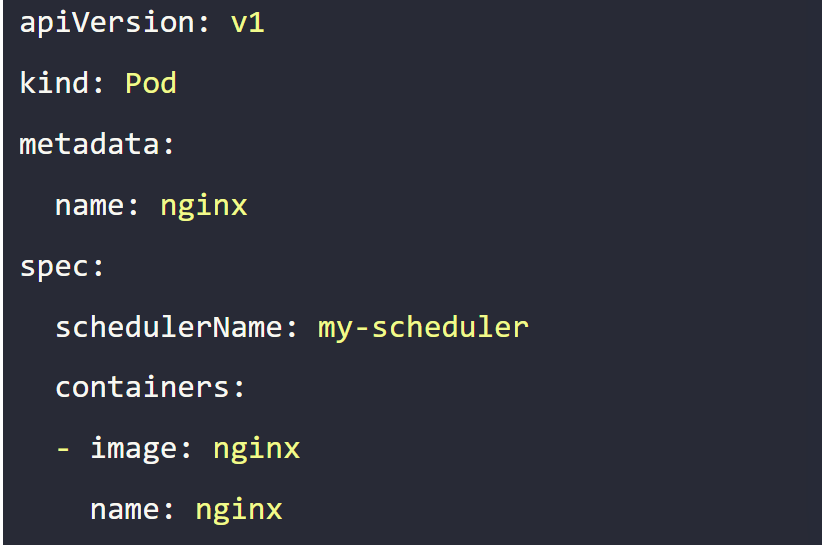 apiVersion: v1
kind: Pod
metadata:
  name: nginx
spec:
  schedulerName: my-scheduler
  containers:
  - image: nginx
    name: nginx